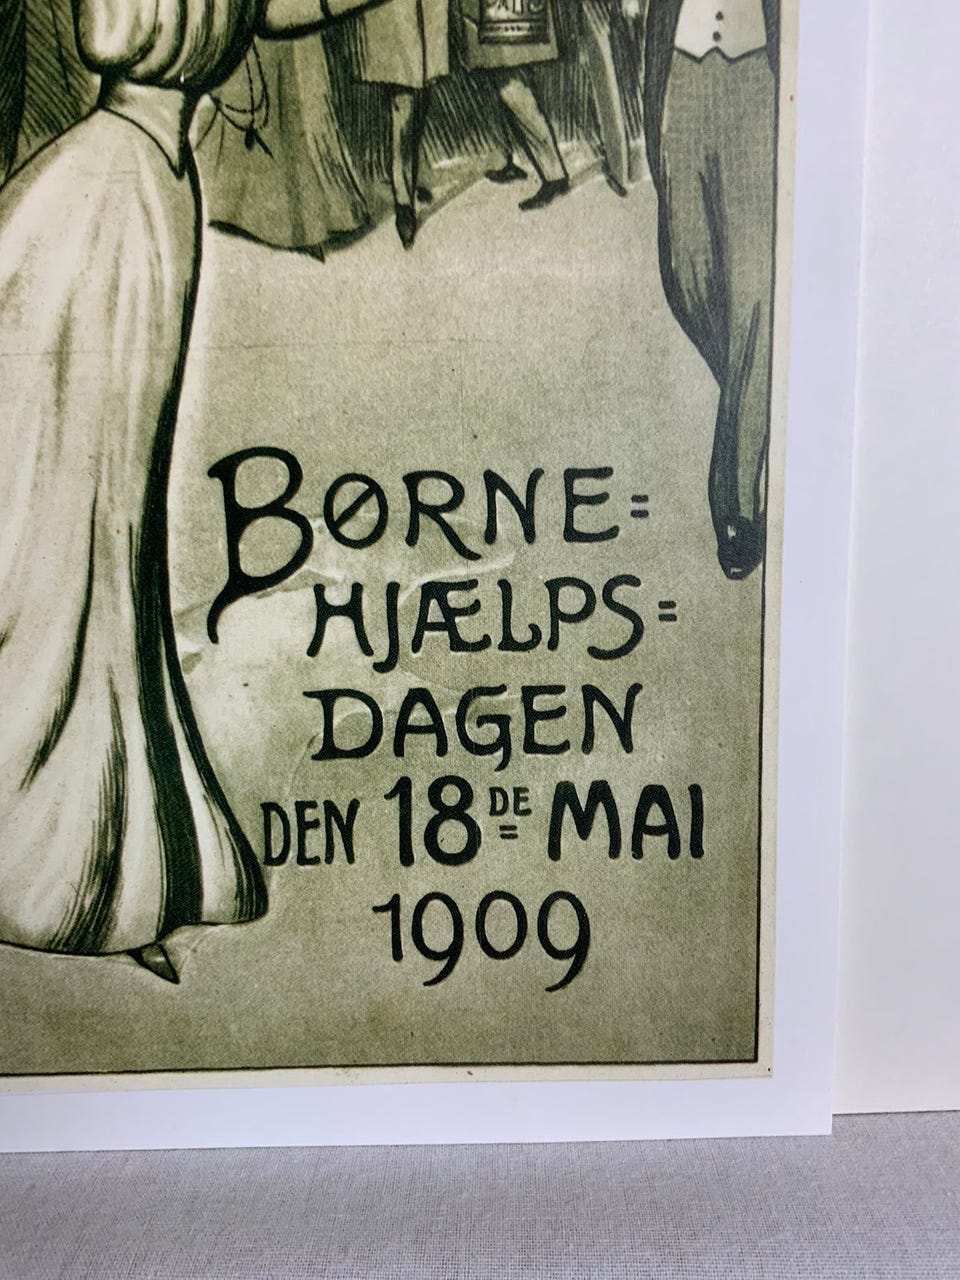 BØRNE=
HJÆLPS=
DAGEN
DEN 18DE MAI
1909